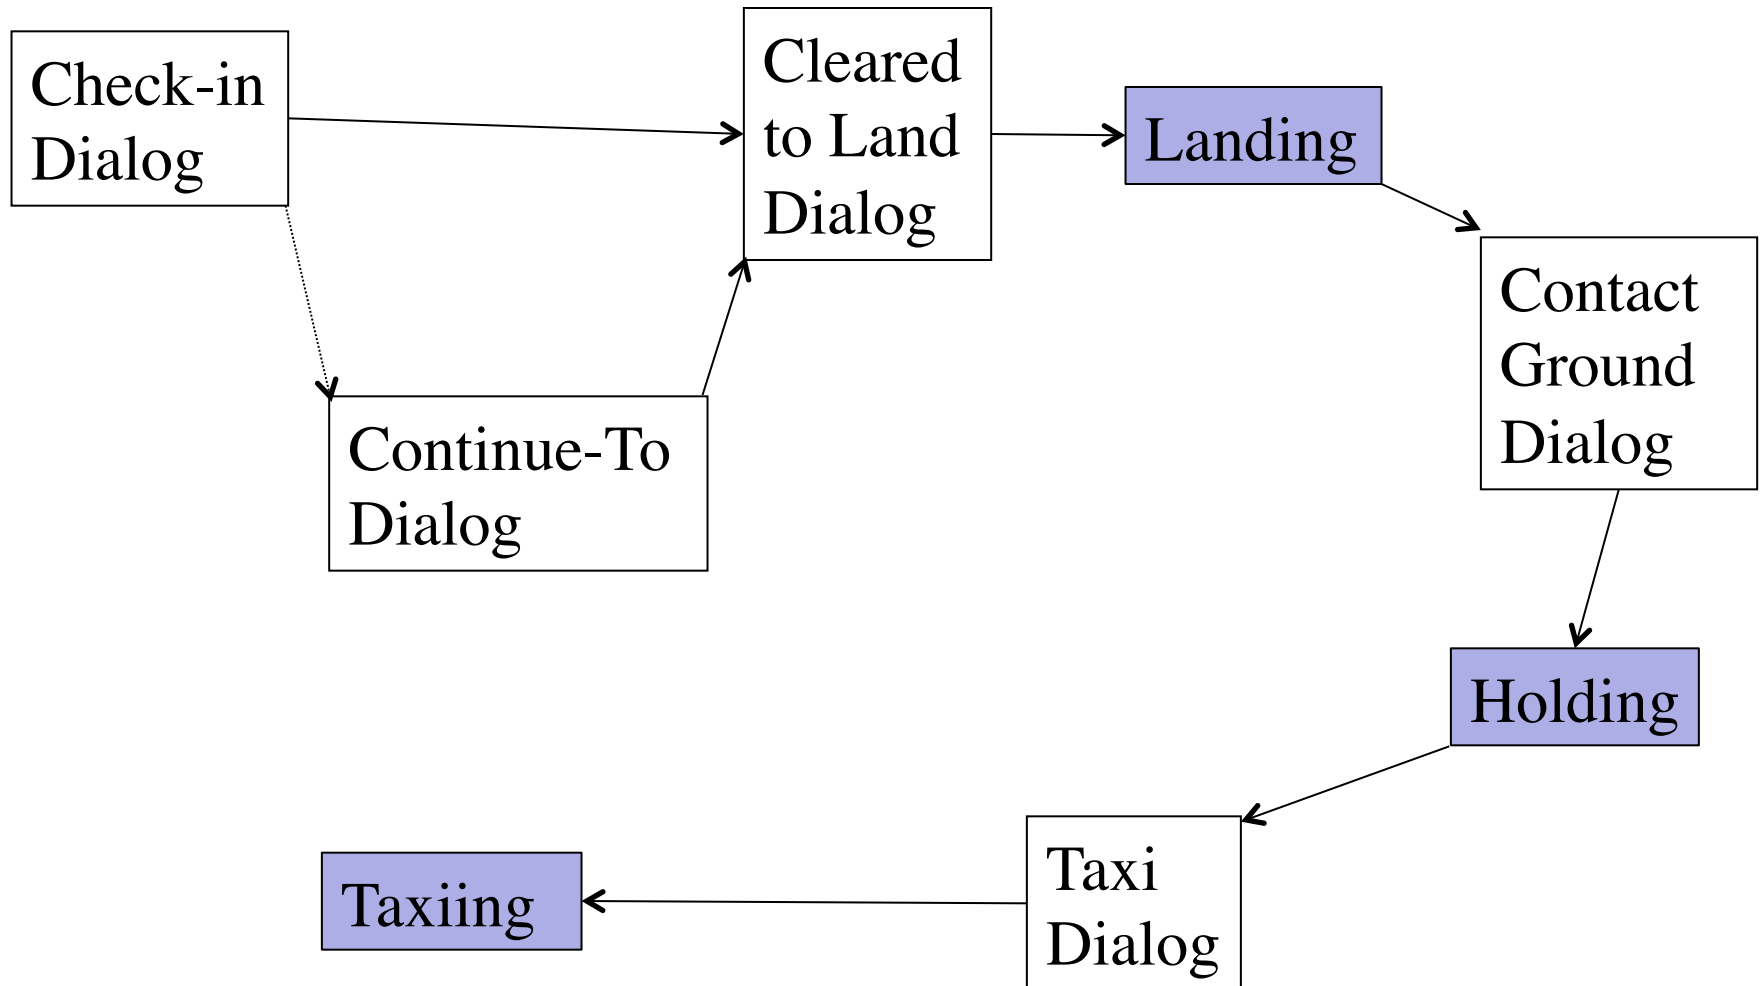 Check-in
Dialog
Cleared
to Land
Dialog
Landing
Contact
Ground
Dialog
Continue-To
Dialog
Holding
Taxi
Dialog
Taxiing